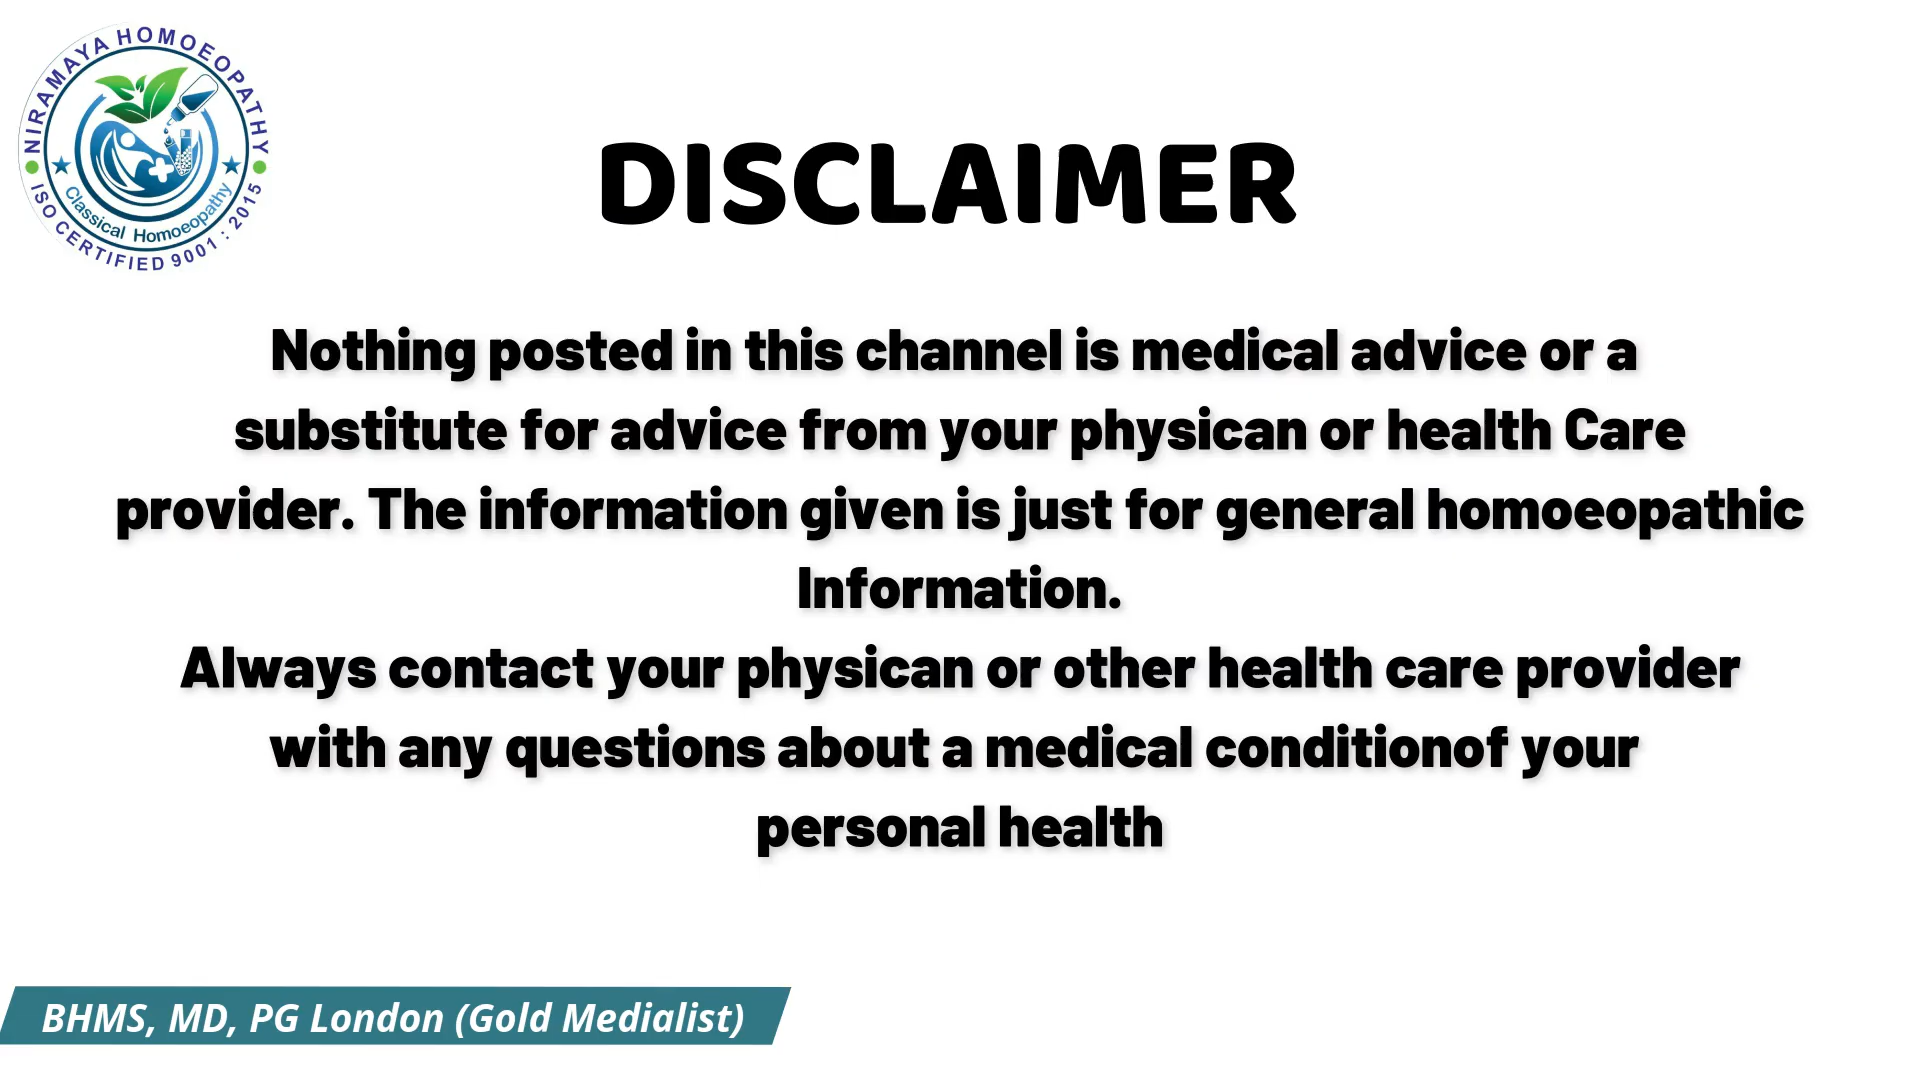 NIRAMAYA HOMOEOPATHY
Classical Homoeopathy
ISO CERTIFIED 9001 : 2015
DISCLAIMER
Nothing posted in this channel is medical advice or a
substitute for advice from your physican or health Care
provider. The information given is just for general homoeopathic
Information.
Always contact your physican or other health care provider
with any questions about a medical conditionof your
personal health
BHMS, MD, PG London (Gold Medialist)